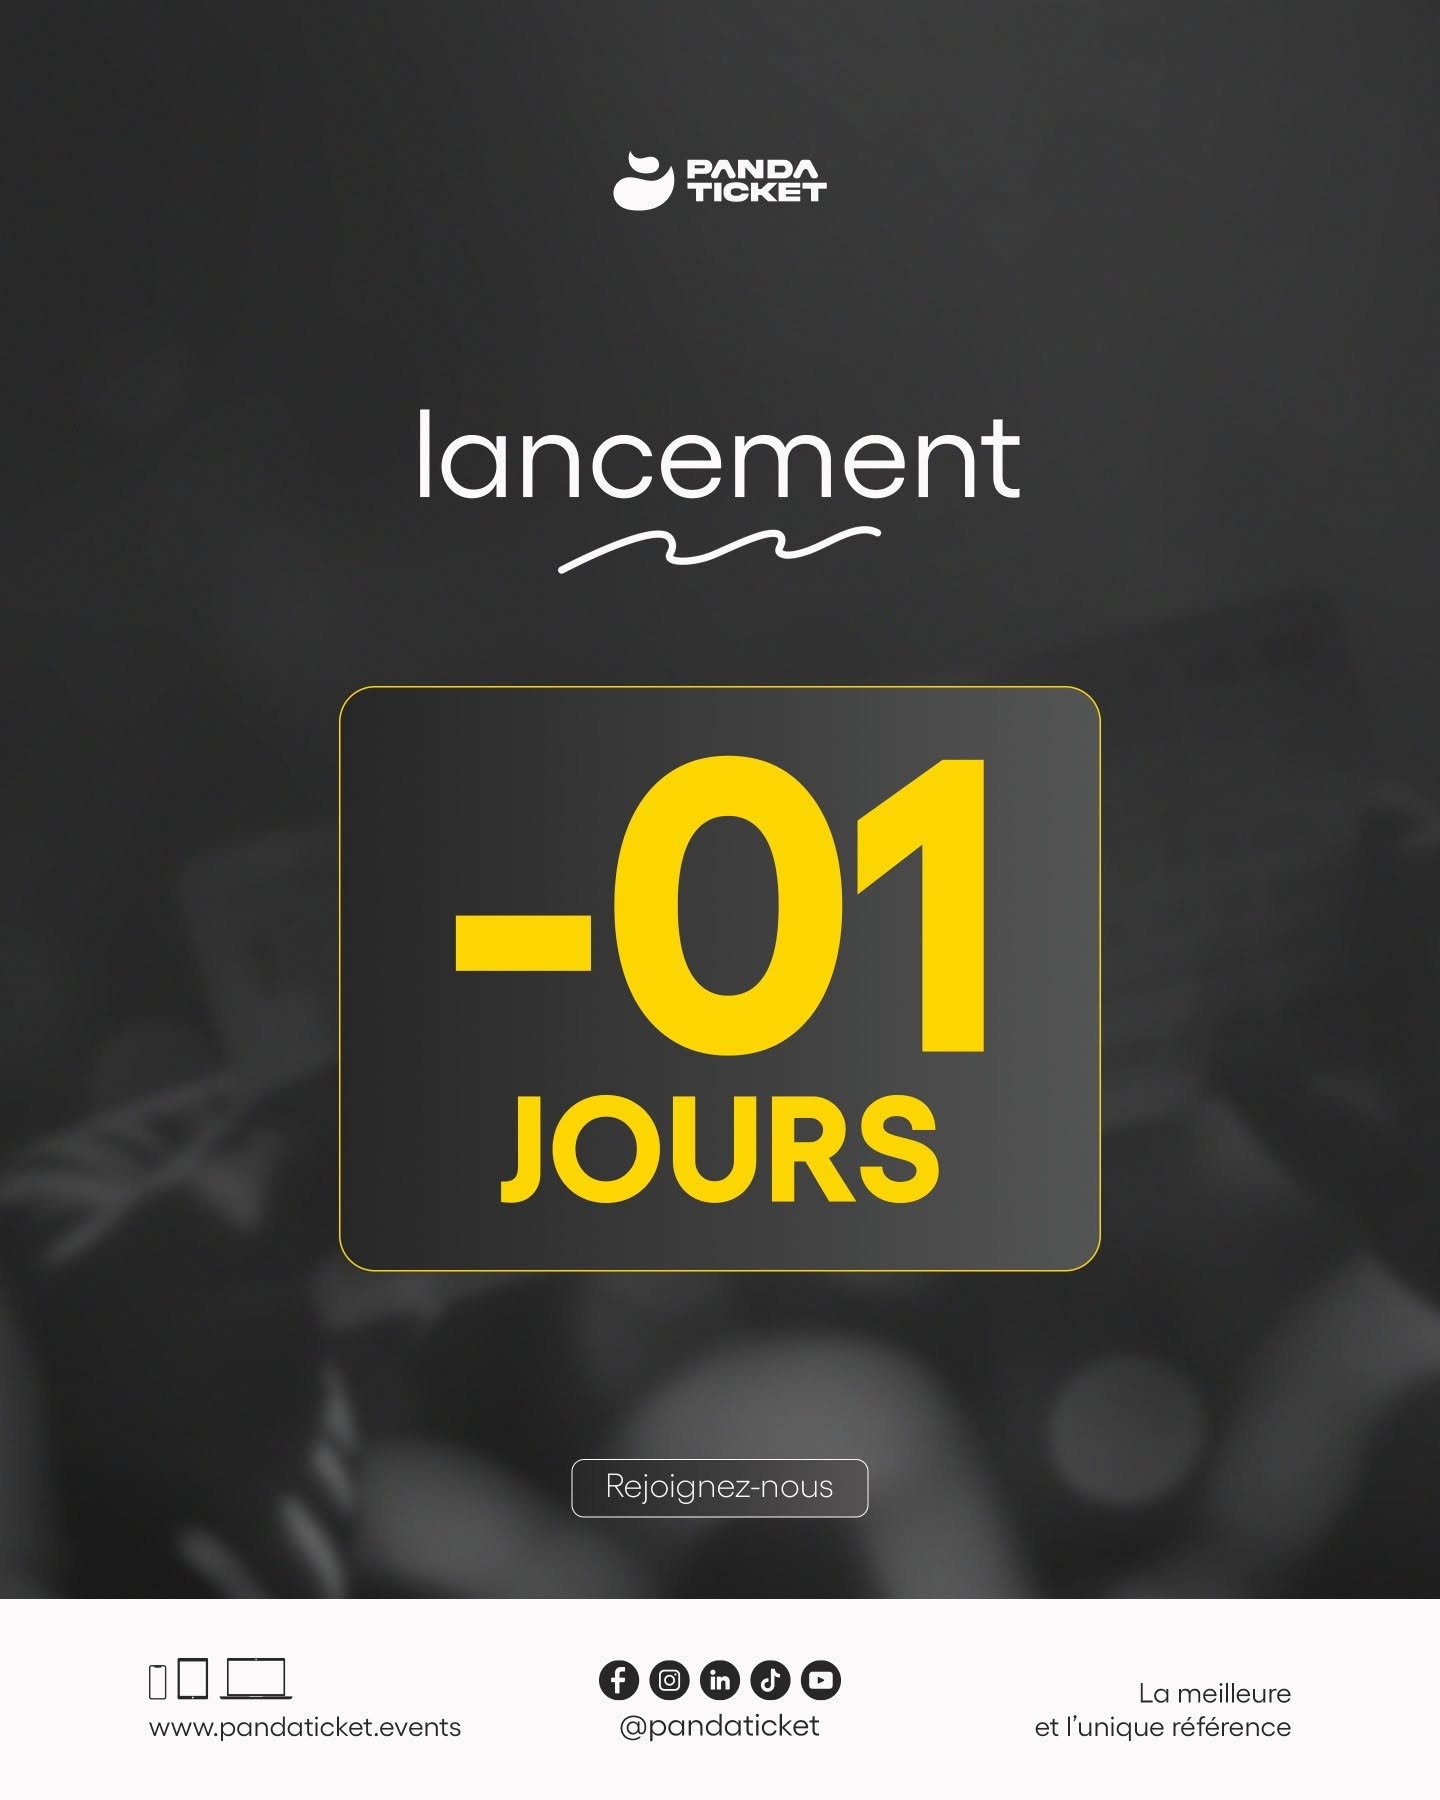 PANDA
TICKET
lancement
-01
JOURS
Rejoignez-nous
www.pandaticket.events
@pandaticket
La meilleure
et l'unique référence